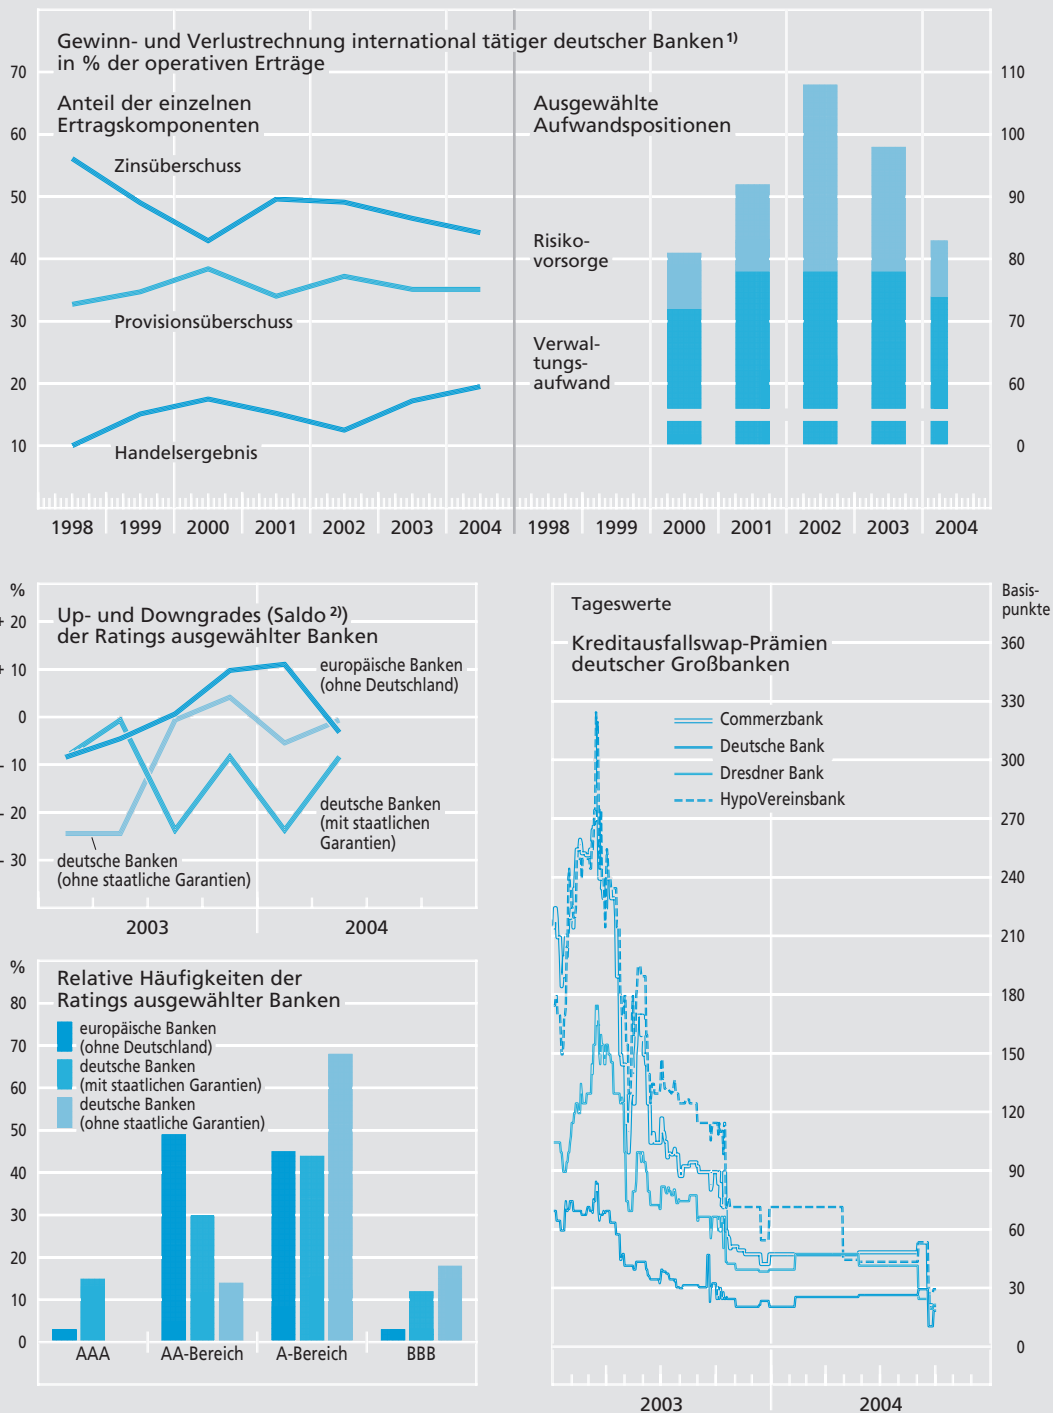 Gewinn- und Verlustrechnung international tätiger deutscher Banken 1)
in % der operativen Erträge
Anteil der einzelnen
Ertragskomponenten
Zinsüberschuss
Provisionsüberschuss
Handelsergebnis
70
60
50
40
30
20
10
1998 1999 2000 2001 2002 2003 2004
Ausgewählte
Aufwandspositionen
Risiko-
vorsorge
Verwal-
tungs-
aufwand
110
100
90
80
70
60
0
1998 1999 2000 2001 2002 2003 2004
%
Up- und Downgrades (Saldo 2))
der Ratings ausgewählter Banken
europäische Banken
(ohne Deutschland)
deutsche Banken
(mit staatlichen
Garantien)
deutsche Banken
(ohne staatliche Garantien)
+ 20
+ 10
0
– 10
– 20
– 30
2003 2004
%
Relative Häufigkeiten der
Ratings ausgewählter Banken
europäische Banken
(ohne Deutschland)
deutsche Banken
(mit staatlichen Garantien)
deutsche Banken
(ohne staatliche Garantien)
80
70
60
50
40
30
20
10
0
AAA AA-Bereich A-Bereich BBB
Tageswerte
Kreditausfallswap-Prämien
deutscher Großbanken
Commerzbank
Deutsche Bank
Dresdner Bank
HypoVereinsbank
Basis-
punkte
360
330
300
270
240
210
180
150
120
90
60
30
0
2003 2004